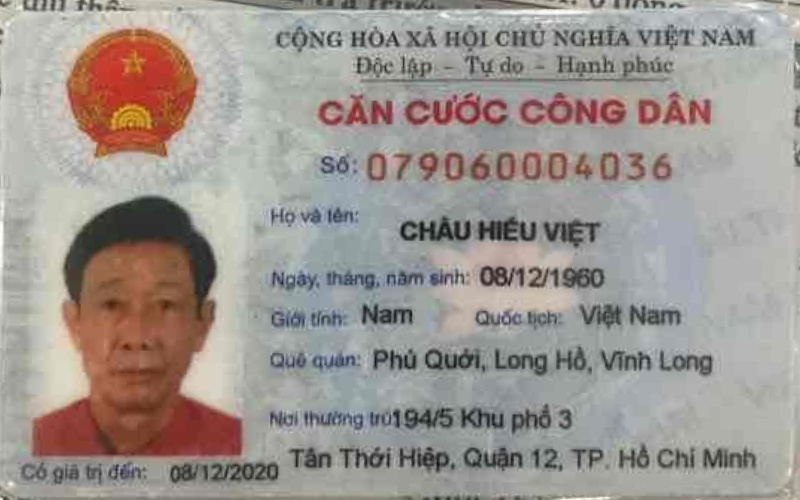 CỘNG HÒA XÃ HỘI CHỦ NGHĨA VIỆT NAM
Độc lập – Tự do – Hạnh phúc
CĂN CƯỚC CÔNG DÂN
Số: 079060004036
Họ và tên: CHÂU HIẾU VIỆT
Ngày, tháng, năm sinh: 08/12/1960
Giới tính: Nam Quốc tịch: Việt Nam
Quê quán: Phú Quới, Long Hồ, Vĩnh Long
Nơi thường trú: 194/5 Khu phố 3
Tân Thới Hiệp, Quận 12, TP. Hồ Chí Minh
Có giá trị đến: 08/12/2020